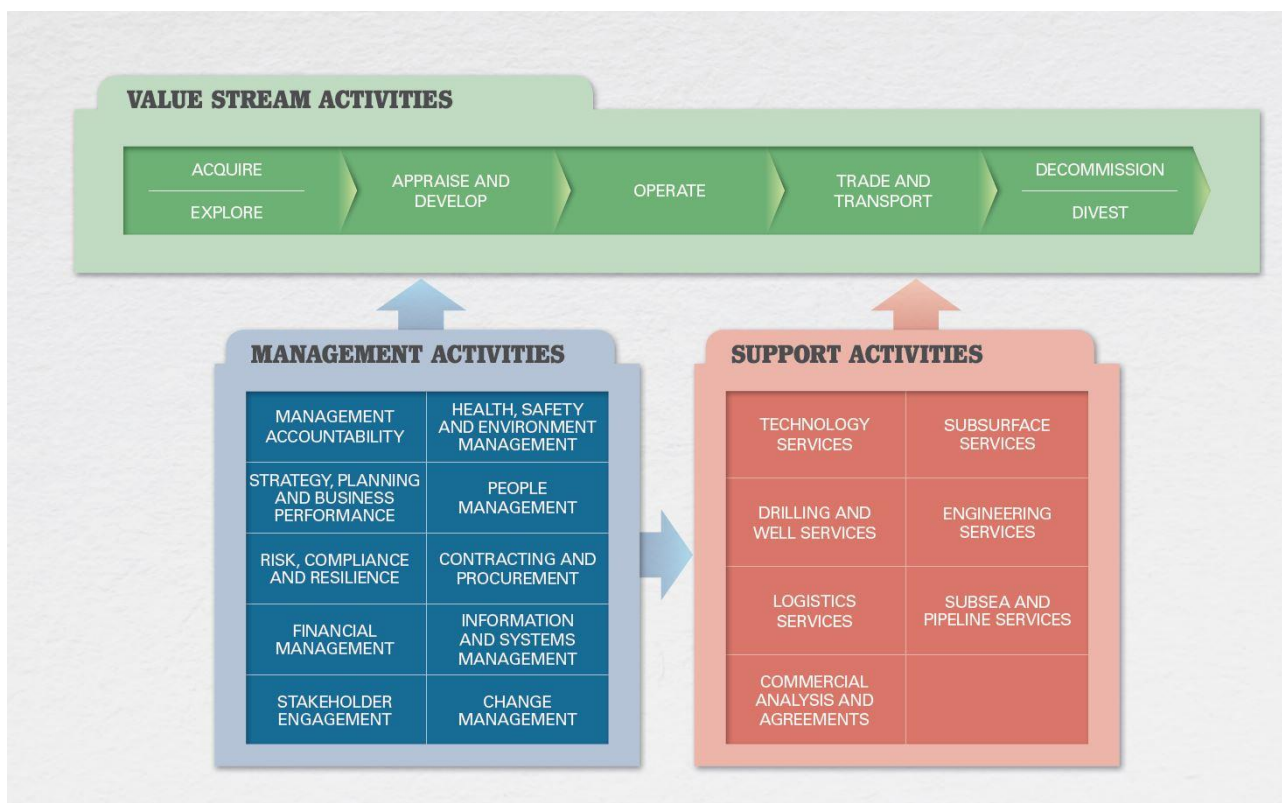 VALUE STREAM ACTIVITIES
ACQUIRE
EXPLORE
APPRAISE AND
DEVELOP
OPERATE
TRADE AND
TRANSPORT
DECOMMISSION
DIVEST
MANAGEMENT ACTIVITIES
MANAGEMENT
ACCOUNTABILITY
HEALTH, SAFETY
AND ENVIRONMENT
MANAGEMENT
STRATEGY, PLANNING
AND BUSINESS
PERFORMANCE
PEOPLE
MANAGEMENT
RISK, COMPLIANCE
AND RESILIENCE
CONTRACTING AND
PROCUREMENT
FINANCIAL
MANAGEMENT
INFORMATION
AND SYSTEMS
MANAGEMENT
STAKEHOLDER
ENGAGEMENT
CHANGE
MANAGEMENT
SUPPORT ACTIVITIES
TECHNOLOGY
SERVICES
SUBSURFACE
SERVICES
DRILLING AND
WELL SERVICES
ENGINEERING
SERVICES
LOGISTICS
SERVICES
SUBSEA AND
PIPELINE SERVICES
COMMERCIAL
ANALYSIS AND
AGREEMENTS